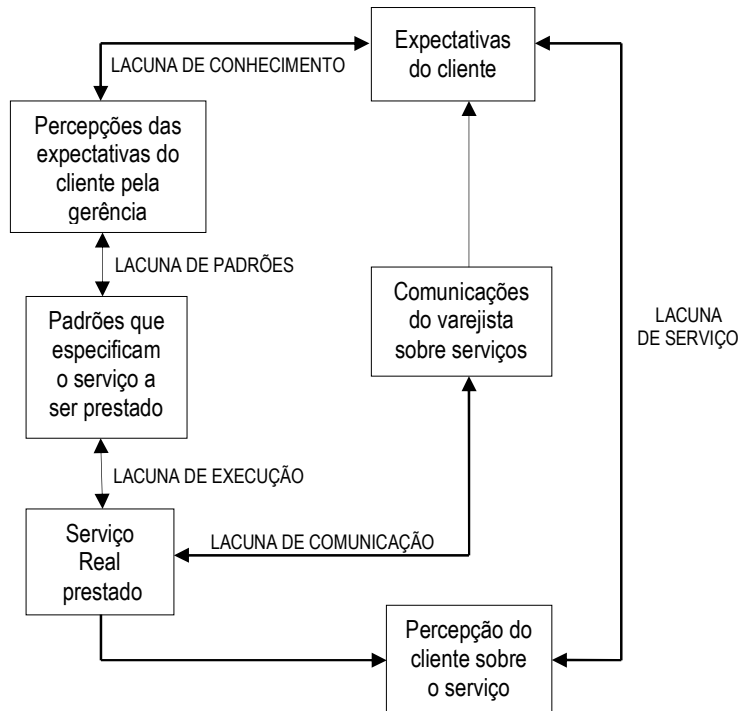 Expectativas
do cliente
LACUNA DE CONHECIMENTO
Percepções das
expectativas do
cliente pela
gerência
LACUNA DE PADRÕES
Comunicações
do varejista
sobre serviços
LACUNA
DE SERVIÇO
Padrões que
especificam
o serviço a
ser prestado
LACUNA DE EXECUÇÃO
Serviço
Real
prestado
LACUNA DE COMUNICAÇÃO
Percepção do
cliente sobre
o serviço